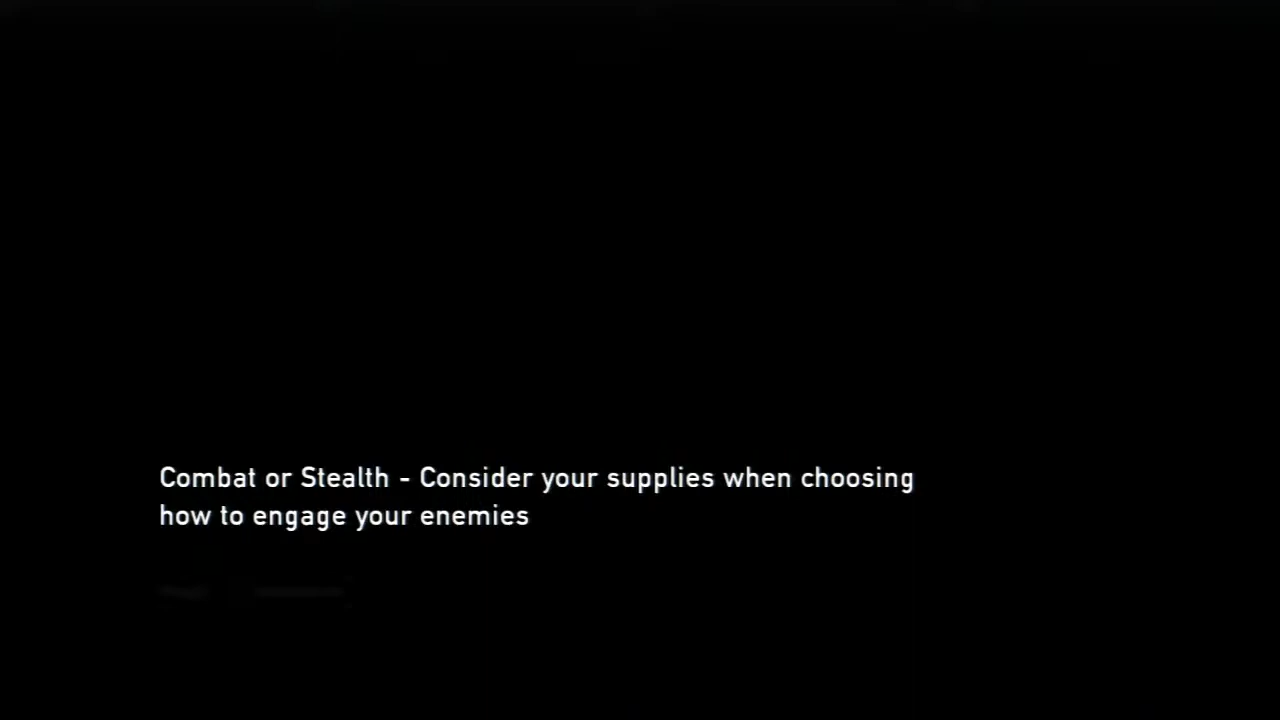 Combat or Stealth - Consider your supplies when choosing
how to engage your enemies